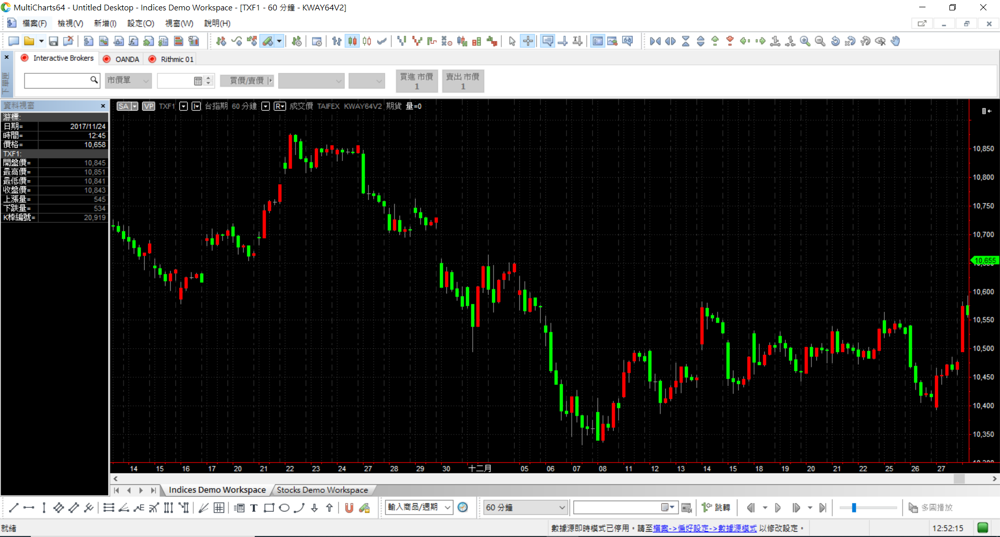 MultiCharts64 - Untitled Desktop - Indices Demo Workspace - [TXF1 - 60 分鐘 - KWAY64V2]
檔案(F) 檢視(V) 新增(I) 設定(O) 視窗(W) 說明(H)
Interactive Brokers OANDA Rithmic 01
下單匣
市價單 買價/賣價 買進 市價 賣出 市價
1 1
資料視窗
SA VP TXF1 I 台指期 60 分鐘 R 成交價 TAIFEX KWAY64V2 期貨 量=0
游標:
日期= 2017/11/24
時間= 12:45
價格= 10,658
TXF1:
開盤價= 10,845
最高價= 10,851
最低價= 10,841
收盤價= 10,843
上漲量= 545
下跌量= 534
K棒編號= 20,919
10,850
10,800
10,750
10,700
10,655
10,600
10,550
10,500
10,450
10,400
10,350
14 15 16 17 20 21 22 23 24 27 28 29 30 十二月 05 06 07 08 11 12 13 14 15 18 19 20 21 22 25 26 27
Indices Demo Workspace Stocks Demo Workspace
輸入商品/週期 60 分鐘 跳轉 多圖播放
就緒 數據源即時模式已停用。請至檔案->偏好設定->數據源模式 以修改設定。 12:52:15